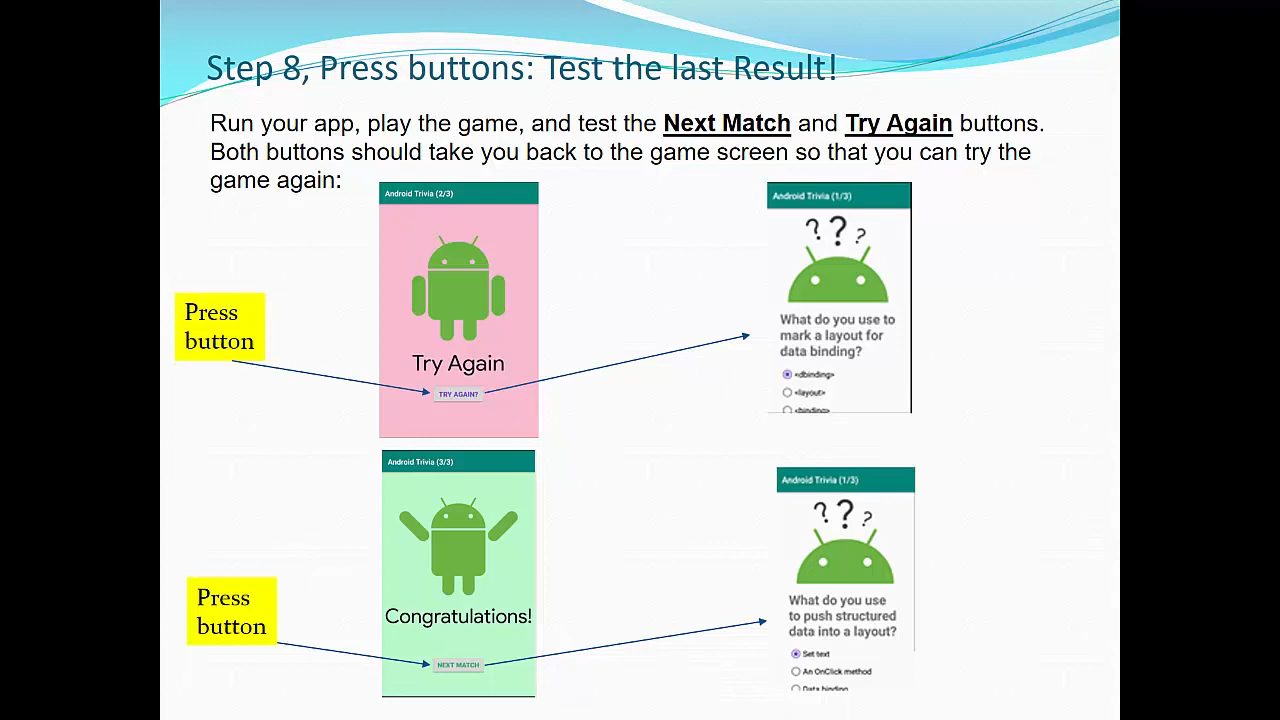 Step 8, Press buttons: Test the last Result!
Run your app, play the game, and test the Next Match and Try Again buttons.
Both buttons should take you back to the game screen so that you can try the
game again:
Android Trivia (2/3)
Try Again
TRY AGAIN?
Press
button
Android Trivia (1/3)
? ? ?
What do you use to
mark a layout for
data binding?
<dbinding>
<layout>
<binding>
Android Trivia (3/3)
Congratulations!
NEXT MATCH
Press
button
Android Trivia (1/3)
? ? ?
What do you use
to push structured
data into a layout?
Set text
An OnClick method
Data binding